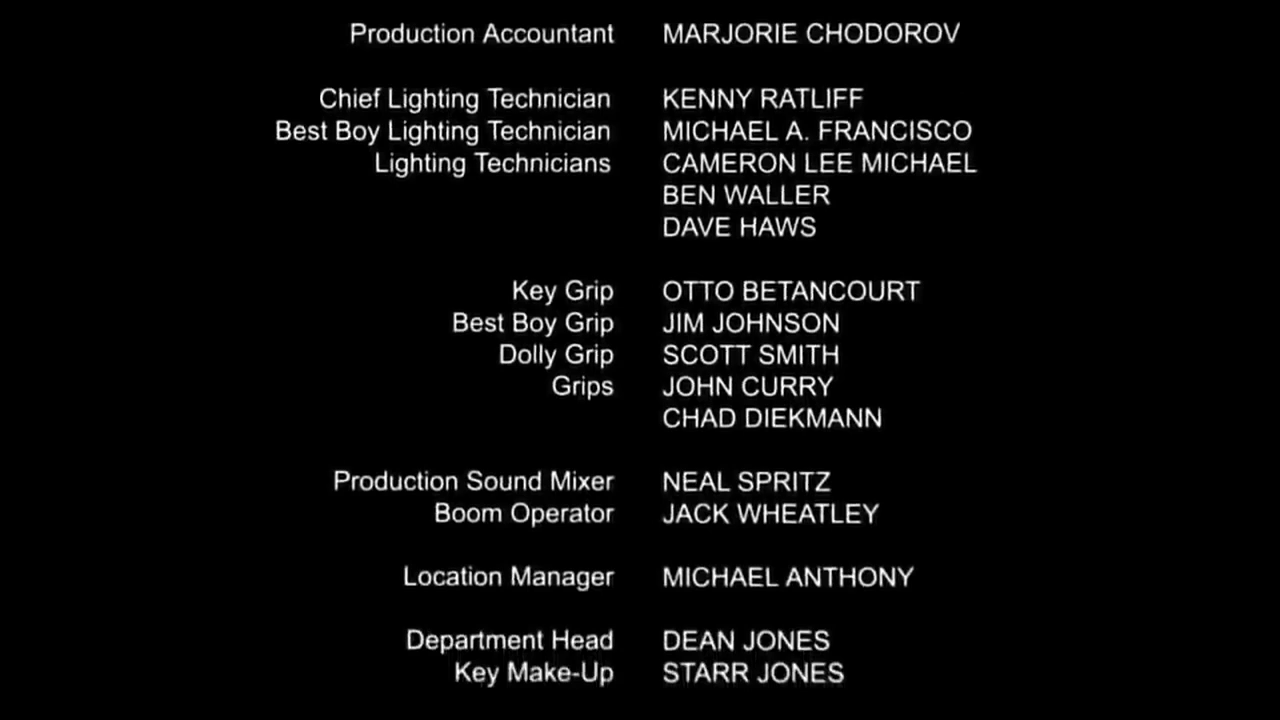 Production Accountant MARJORIE CHODOROV
Chief Lighting Technician KENNY RATLIFF
Best Boy Lighting Technician MICHAEL A. FRANCISCO
Lighting Technicians CAMERON LEE MICHAEL
BEN WALLER
DAVE HAWS
Key Grip OTTO BETANCOURT
Best Boy Grip JIM JOHNSON
Dolly Grip SCOTT SMITH
Grips JOHN CURRY
CHAD DIEKMANN
Production Sound Mixer NEAL SPRITZ
Boom Operator JACK WHEATLEY
Location Manager MICHAEL ANTHONY
Department Head DEAN JONES
Key Make-Up STARR JONES